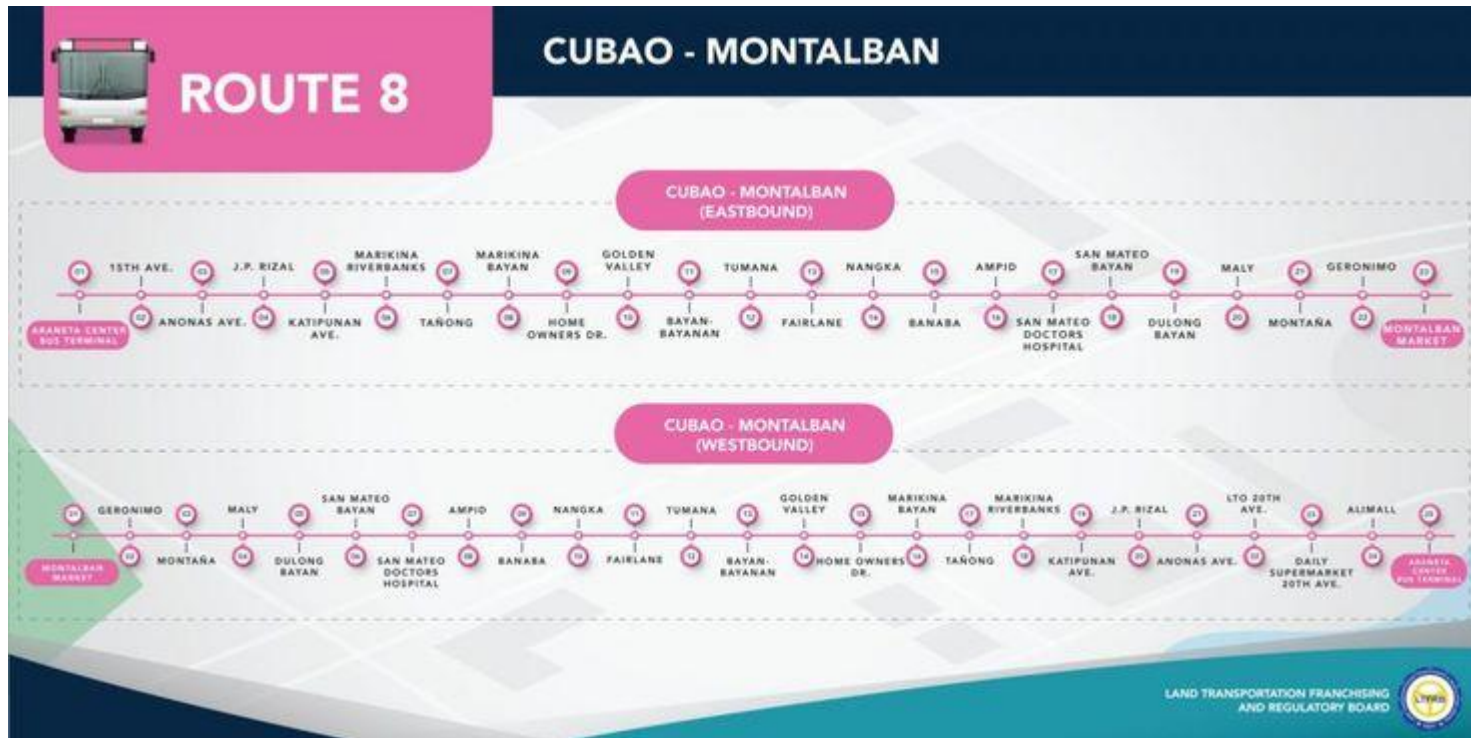 ROUTE 8
CUBAO - MONTALBAN
CUBAO - MONTALBAN
(EASTBOUND)
01
ARANETA CENTER
BUS TERMINAL
15TH AVE.
02
03
ANONAS AVE.
J.P. RIZAL
04
05
KATIPUNAN
AVE.
MARIKINA
RIVERBANKS
06
07
TAÑONG
MARIKINA
BAYAN
08
09
HOME
OWNERS DR.
GOLDEN
VALLEY
10
11
BAYAN-
BAYANAN
TUMANA
12
13
FAIRLANE
NANGKA
14
15
BANABA
AMPID
16
17
SAN MATEO
DOCTORS
HOSPITAL
SAN MATEO
BAYAN
18
19
DULONG
BAYAN
MALY
20
21
MONTAÑA
GERONIMO
22
23
MONTALBAN
MARKET
CUBAO - MONTALBAN
(WESTBOUND)
01
MONTALBAN
MARKET
GERONIMO
02
03
MONTAÑA
MALY
04
05
DULONG
BAYAN
SAN MATEO
BAYAN
06
07
SAN MATEO
DOCTORS
HOSPITAL
AMPID
08
09
BANABA
NANGKA
10
11
FAIRLANE
TUMANA
12
13
BAYAN-
BAYANAN
GOLDEN
VALLEY
14
15
HOME OWNERS
DR.
MARIKINA
BAYAN
16
17
TAÑONG
MARIKINA
RIVERBANKS
18
19
KATIPUNAN
AVE.
J.P. RIZAL
20
21
ANONAS AVE.
LTO 20TH
AVE.
22
23
DAILY
SUPERMARKET
20TH AVE.
ALIMALL
24
25
ARANETA
CENTER
BUS TERMINAL
LAND TRANSPORTATION FRANCHISING
AND REGULATORY BOARD
LTFRB